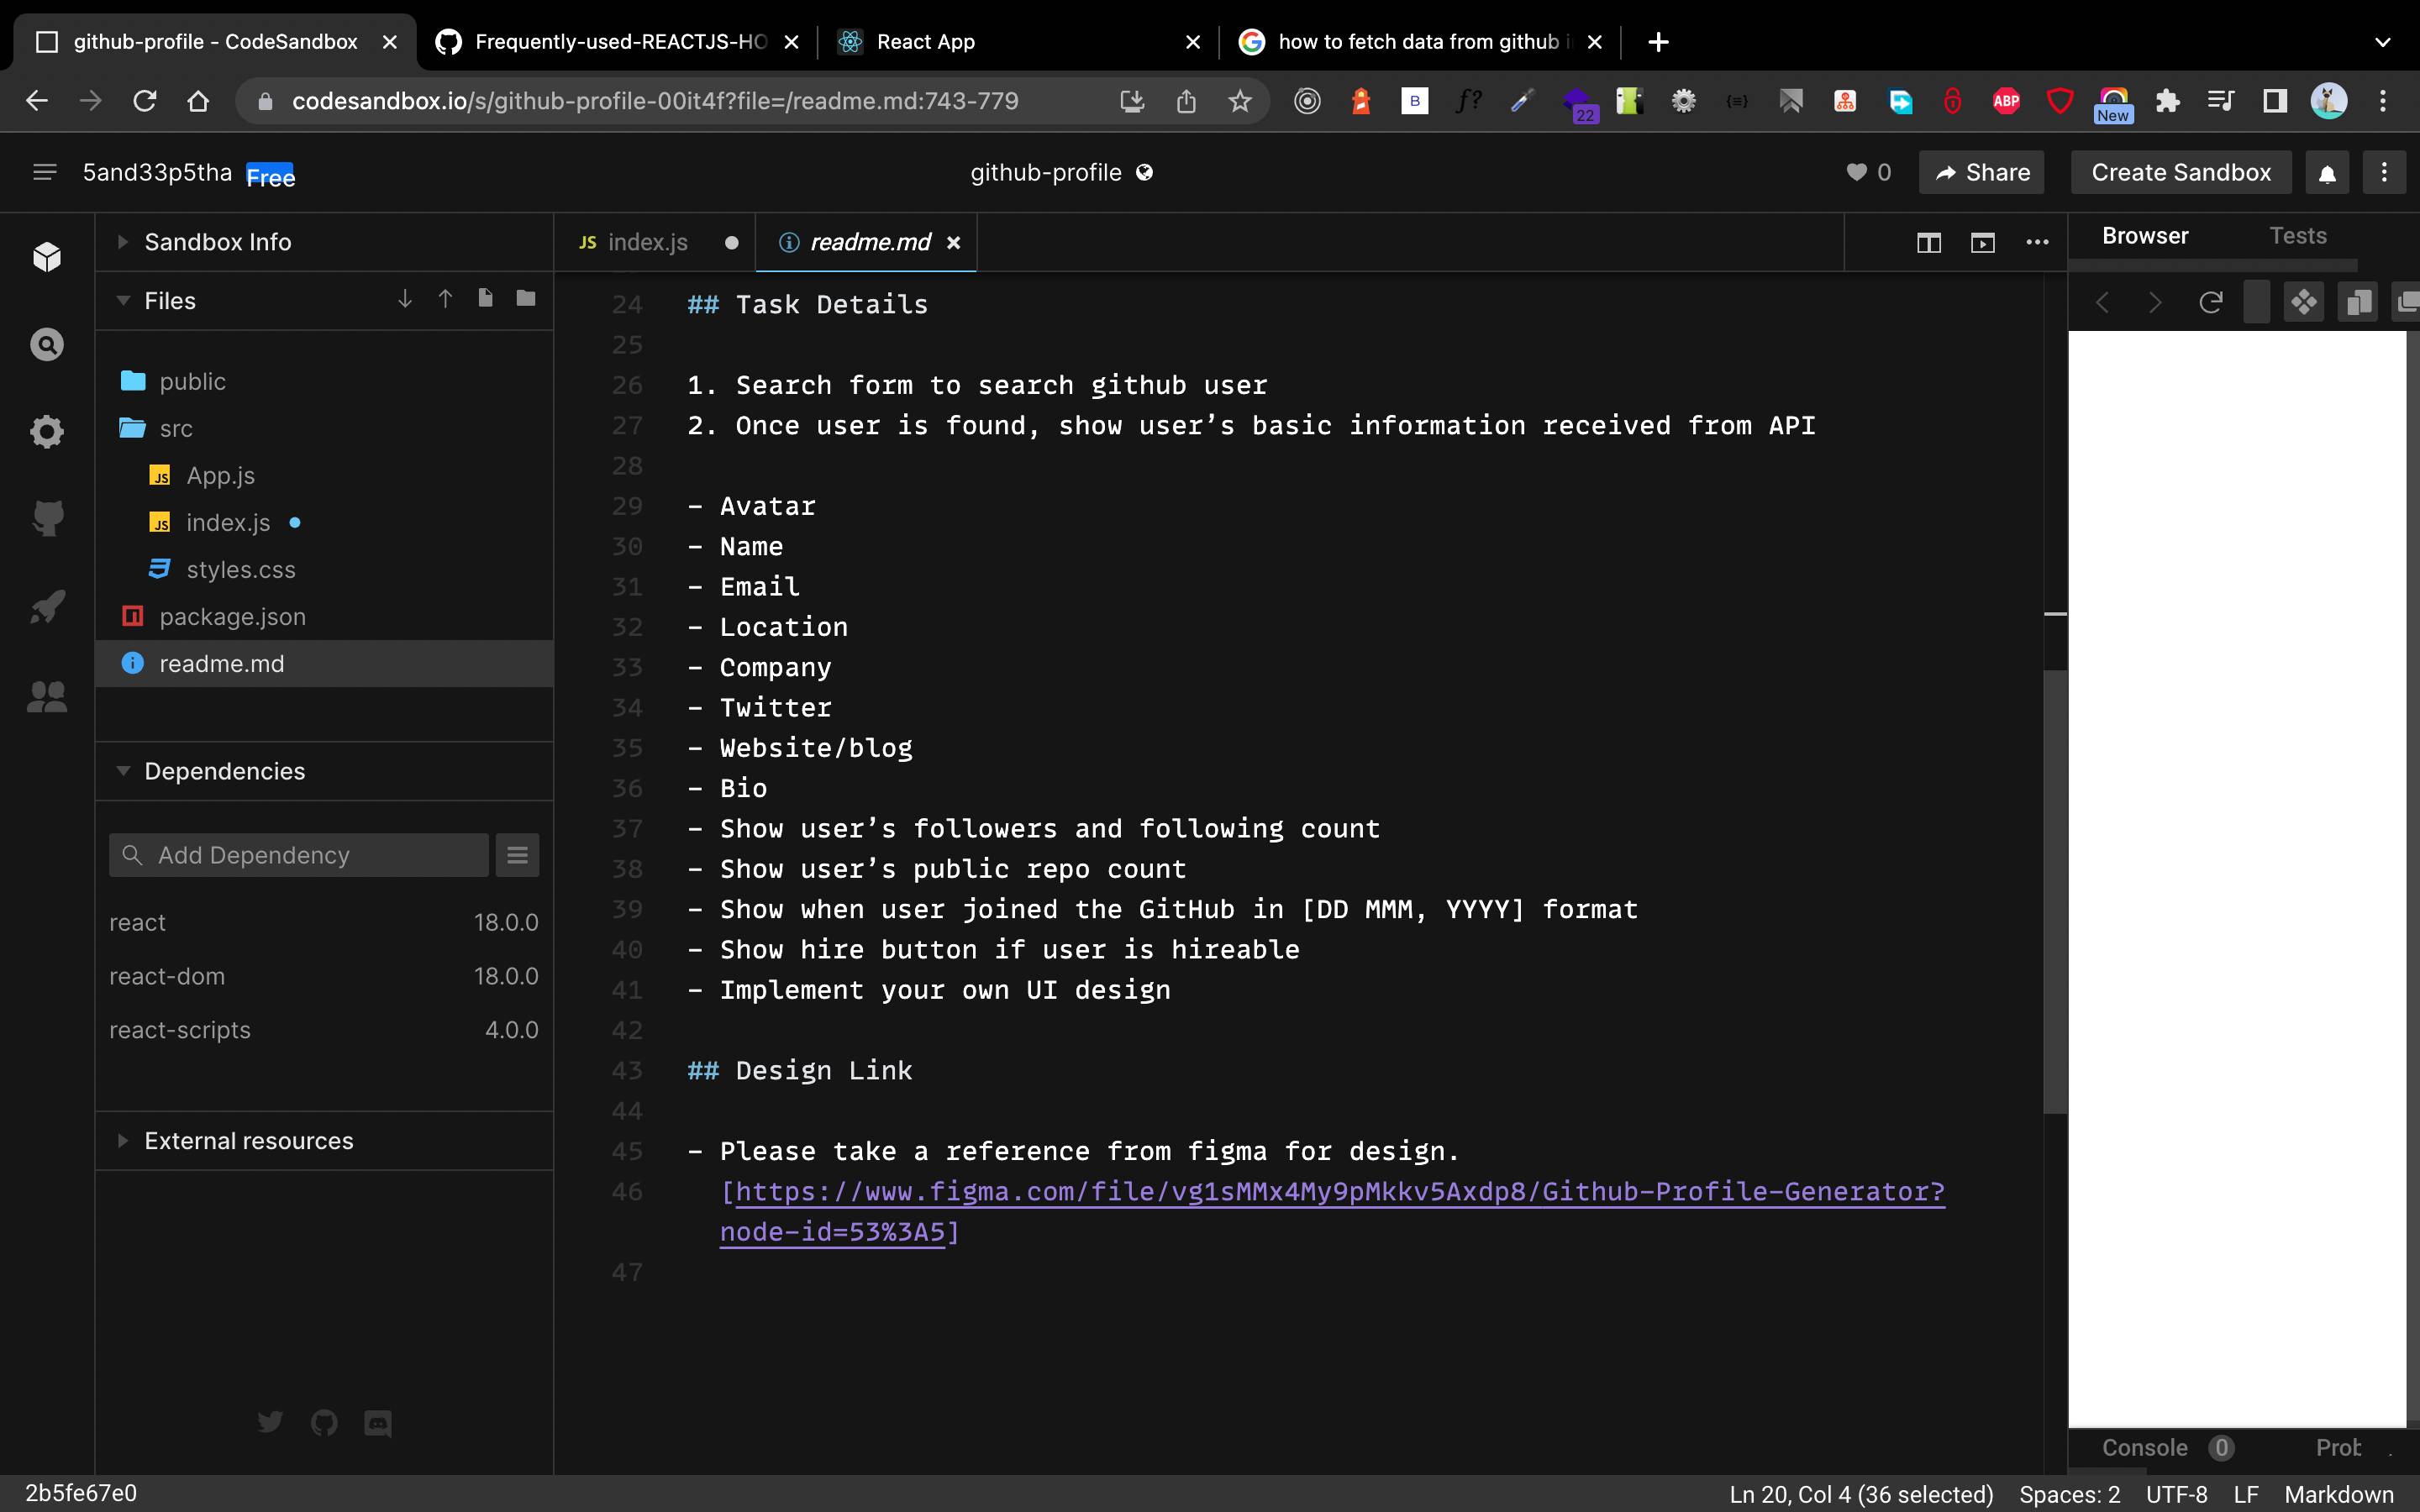 github-profile - CodeSandbox
Frequently-used-REACTJS-HO
React App
how to fetch data from github i
codesandbox.io/s/github-profile-00it4f?file=/readme.md:743-779
B
f?
22
{≡}
ABP
New
5and33p5tha Free
github-profile
0
Share
Create Sandbox
Sandbox Info
JS index.js
readme.md
Browser
Tests
Files
public
src
JS App.js
JS index.js
styles.css
package.json
readme.md
Dependencies
Add Dependency
react 18.0.0
react-dom 18.0.0
react-scripts 4.0.0
External resources
24 ## Task Details
25
26 1. Search form to search github user
27 2. Once user is found, show user’s basic information received from API
28
29 - Avatar
30 - Name
31 - Email
32 - Location
33 - Company
34 - Twitter
35 - Website/blog
36 - Bio
37 - Show user’s followers and following count
38 - Show user’s public repo count
39 - Show when user joined the GitHub in [DD MMM, YYYY] format
40 - Show hire button if user is hireable
41 - Implement your own UI design
42
43 ## Design Link
44
45 - Please take a reference from figma for design.
46 [https://www.figma.com/file/vg1sMMx4My9pMkkv5Axdp8/Github-Profile-Generator?
node-id=53%3A5]
47
Console 0
Prob
2b5fe67e0
Ln 20, Col 4 (36 selected)
Spaces: 2
UTF-8
LF
Markdown